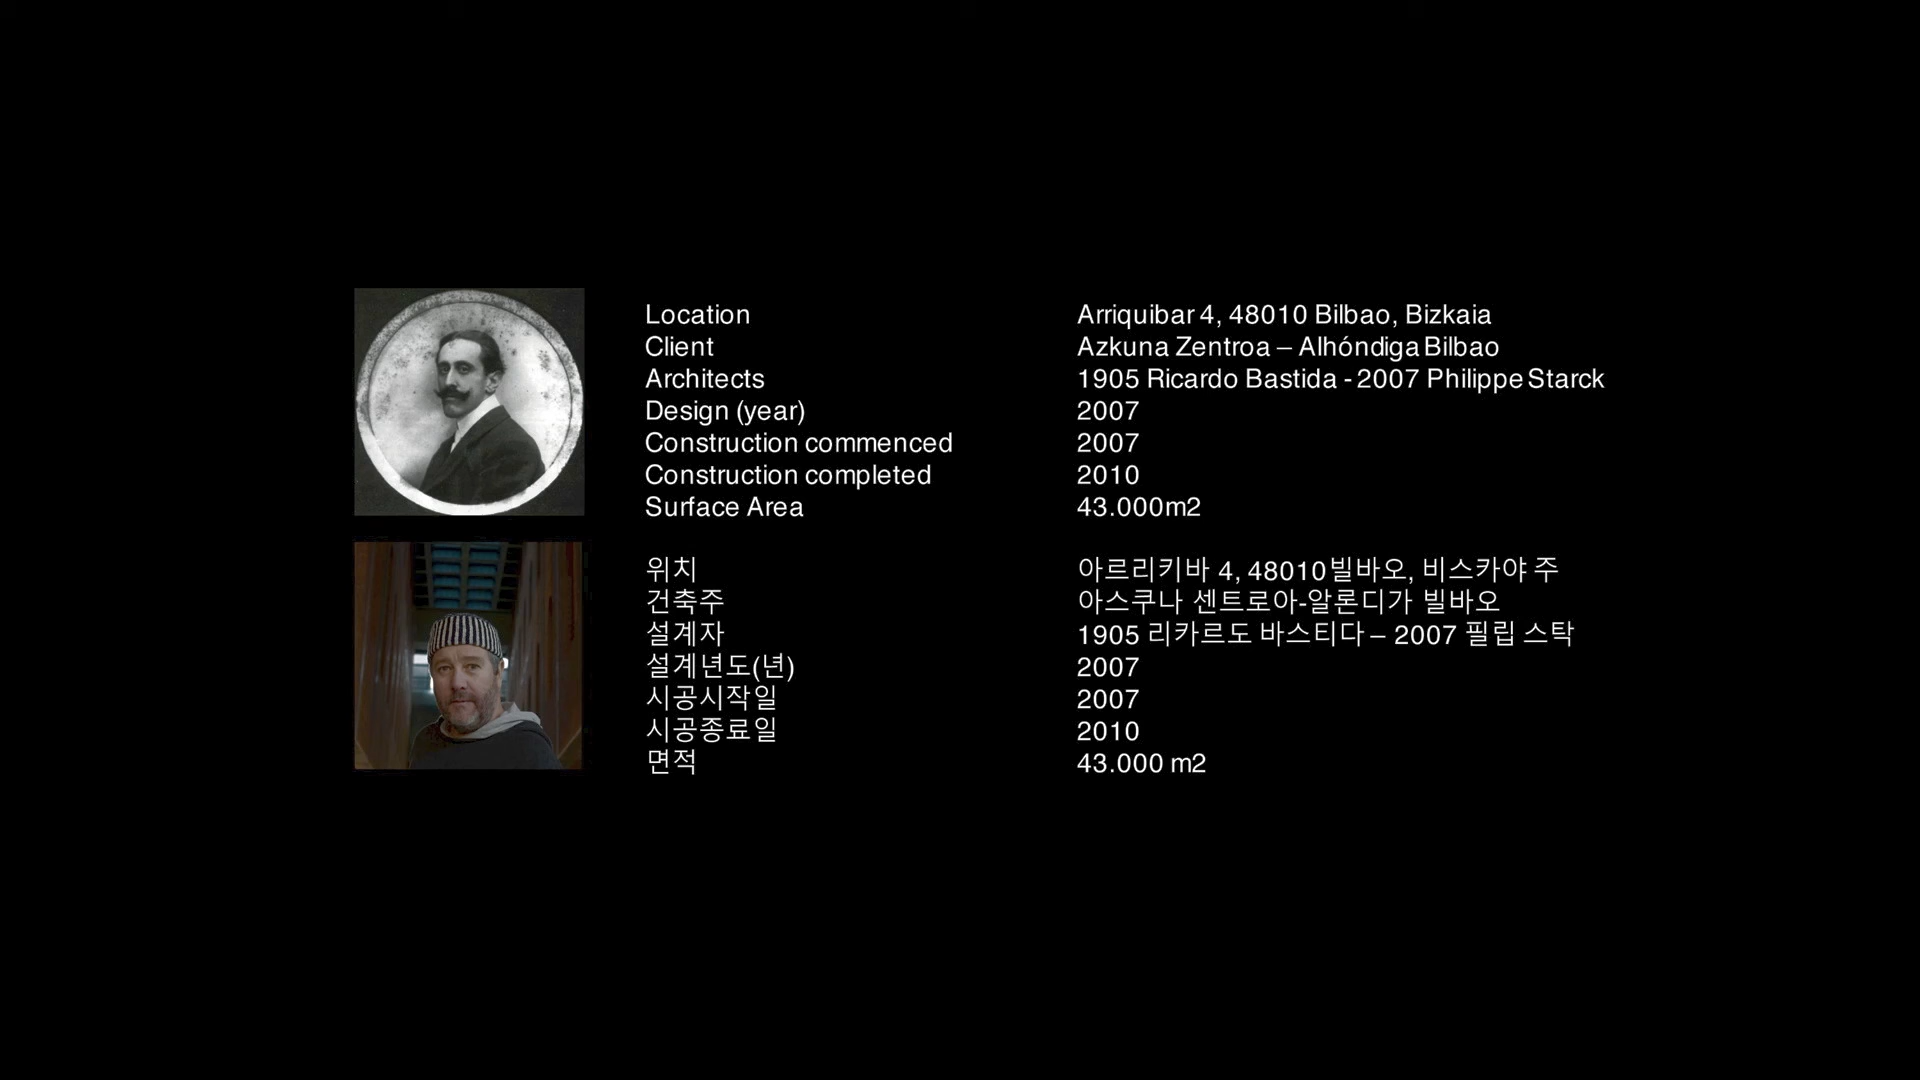 Location Arriquibar 4, 48010 Bilbao, Bizkaia
Client Azkuna Zentroa – Alhóndiga Bilbao
Architects 1905 Ricardo Bastida - 2007 Philippe Starck
Design (year) 2007
Construction commenced 2007
Construction completed 2010
Surface Area 43.000m2
위치 아르리키바 4, 48010 빌바오, 비스카야 주
건축주 아스쿠나 센트로아-알론디가 빌바오
설계자 1905 리카르도 바스티다 – 2007 필립 스탁
설계년도(년) 2007
시공시작일 2007
시공종료일 2010
면적 43.000 m2